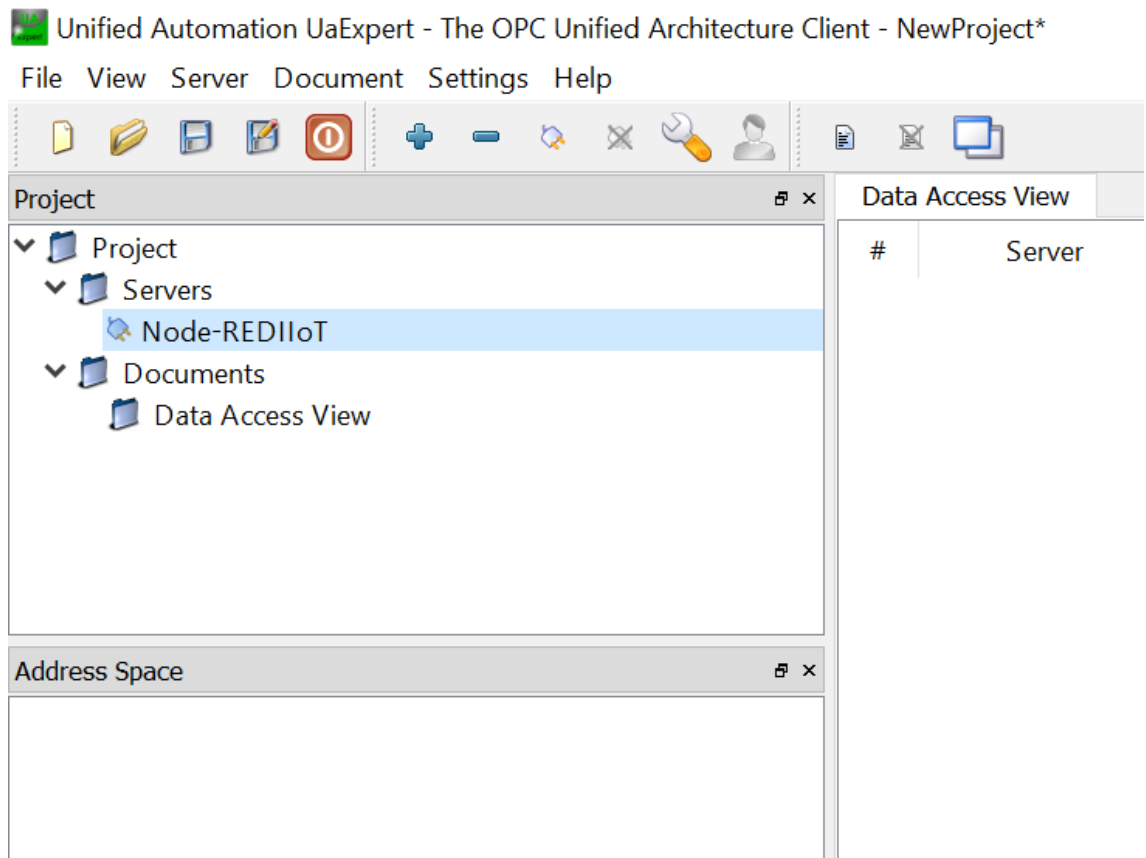 Unified Automation UaExpert - The OPC Unified Architecture Client - NewProject*
File View Server Document Settings Help
Project
Data Access View
Project
# Server
Servers
Node-REDIIoT
Documents
Data Access View
Address Space